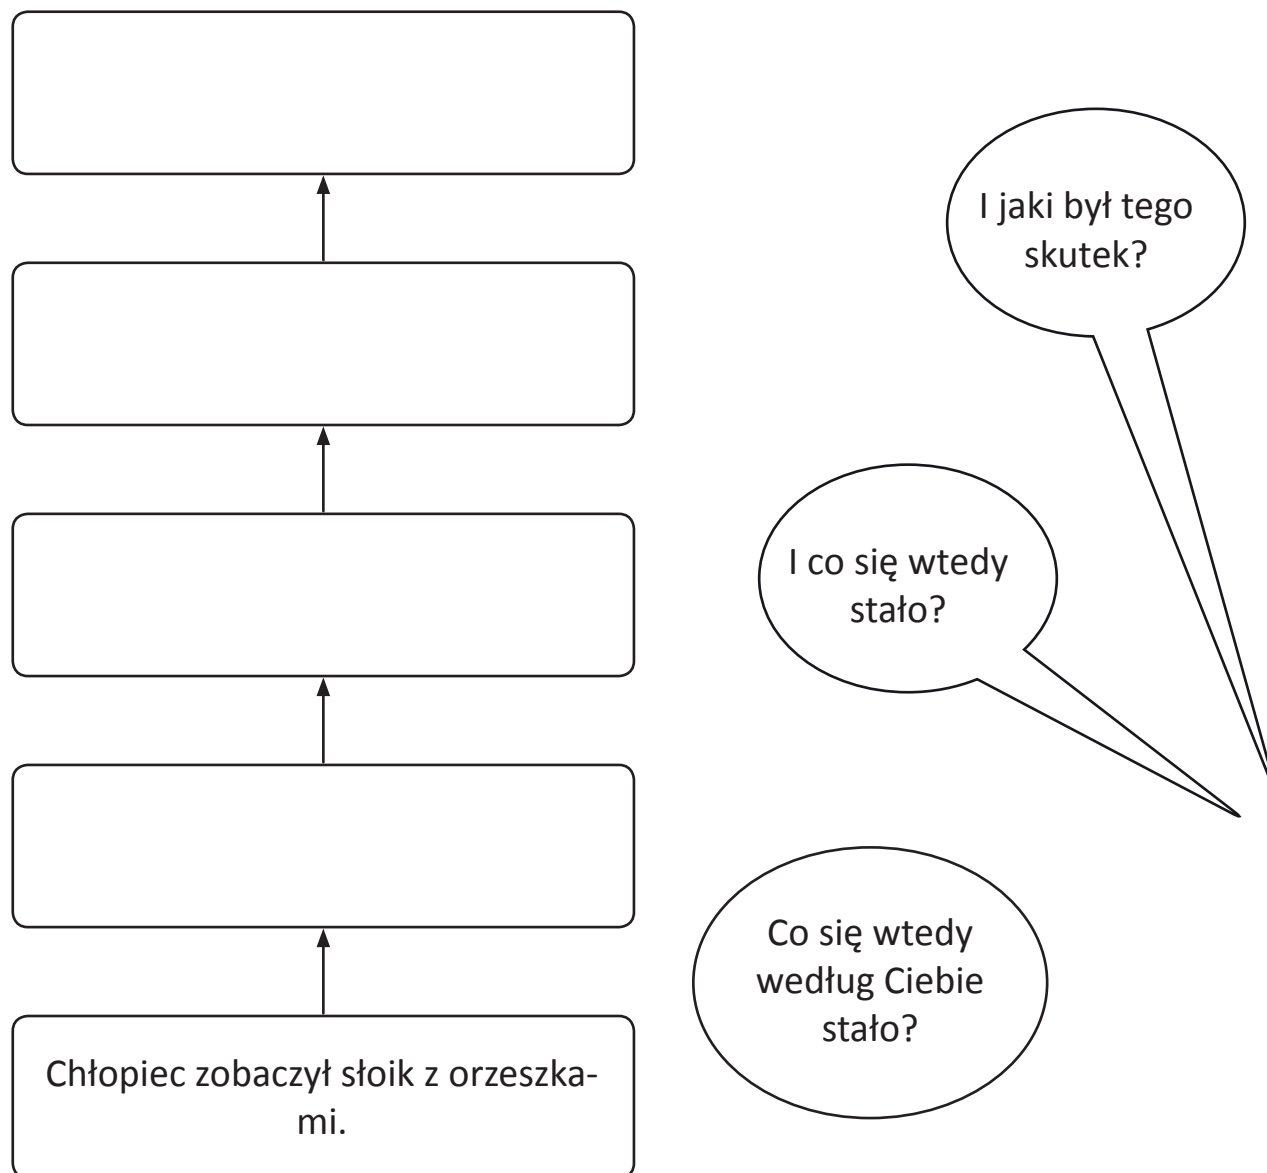 I jaki był tego
skutek?
I co się wtedy
stało?
Co się wtedy
według Ciebie
stało?
Chłopiec zobaczył słoik z orzeszka-
mi.